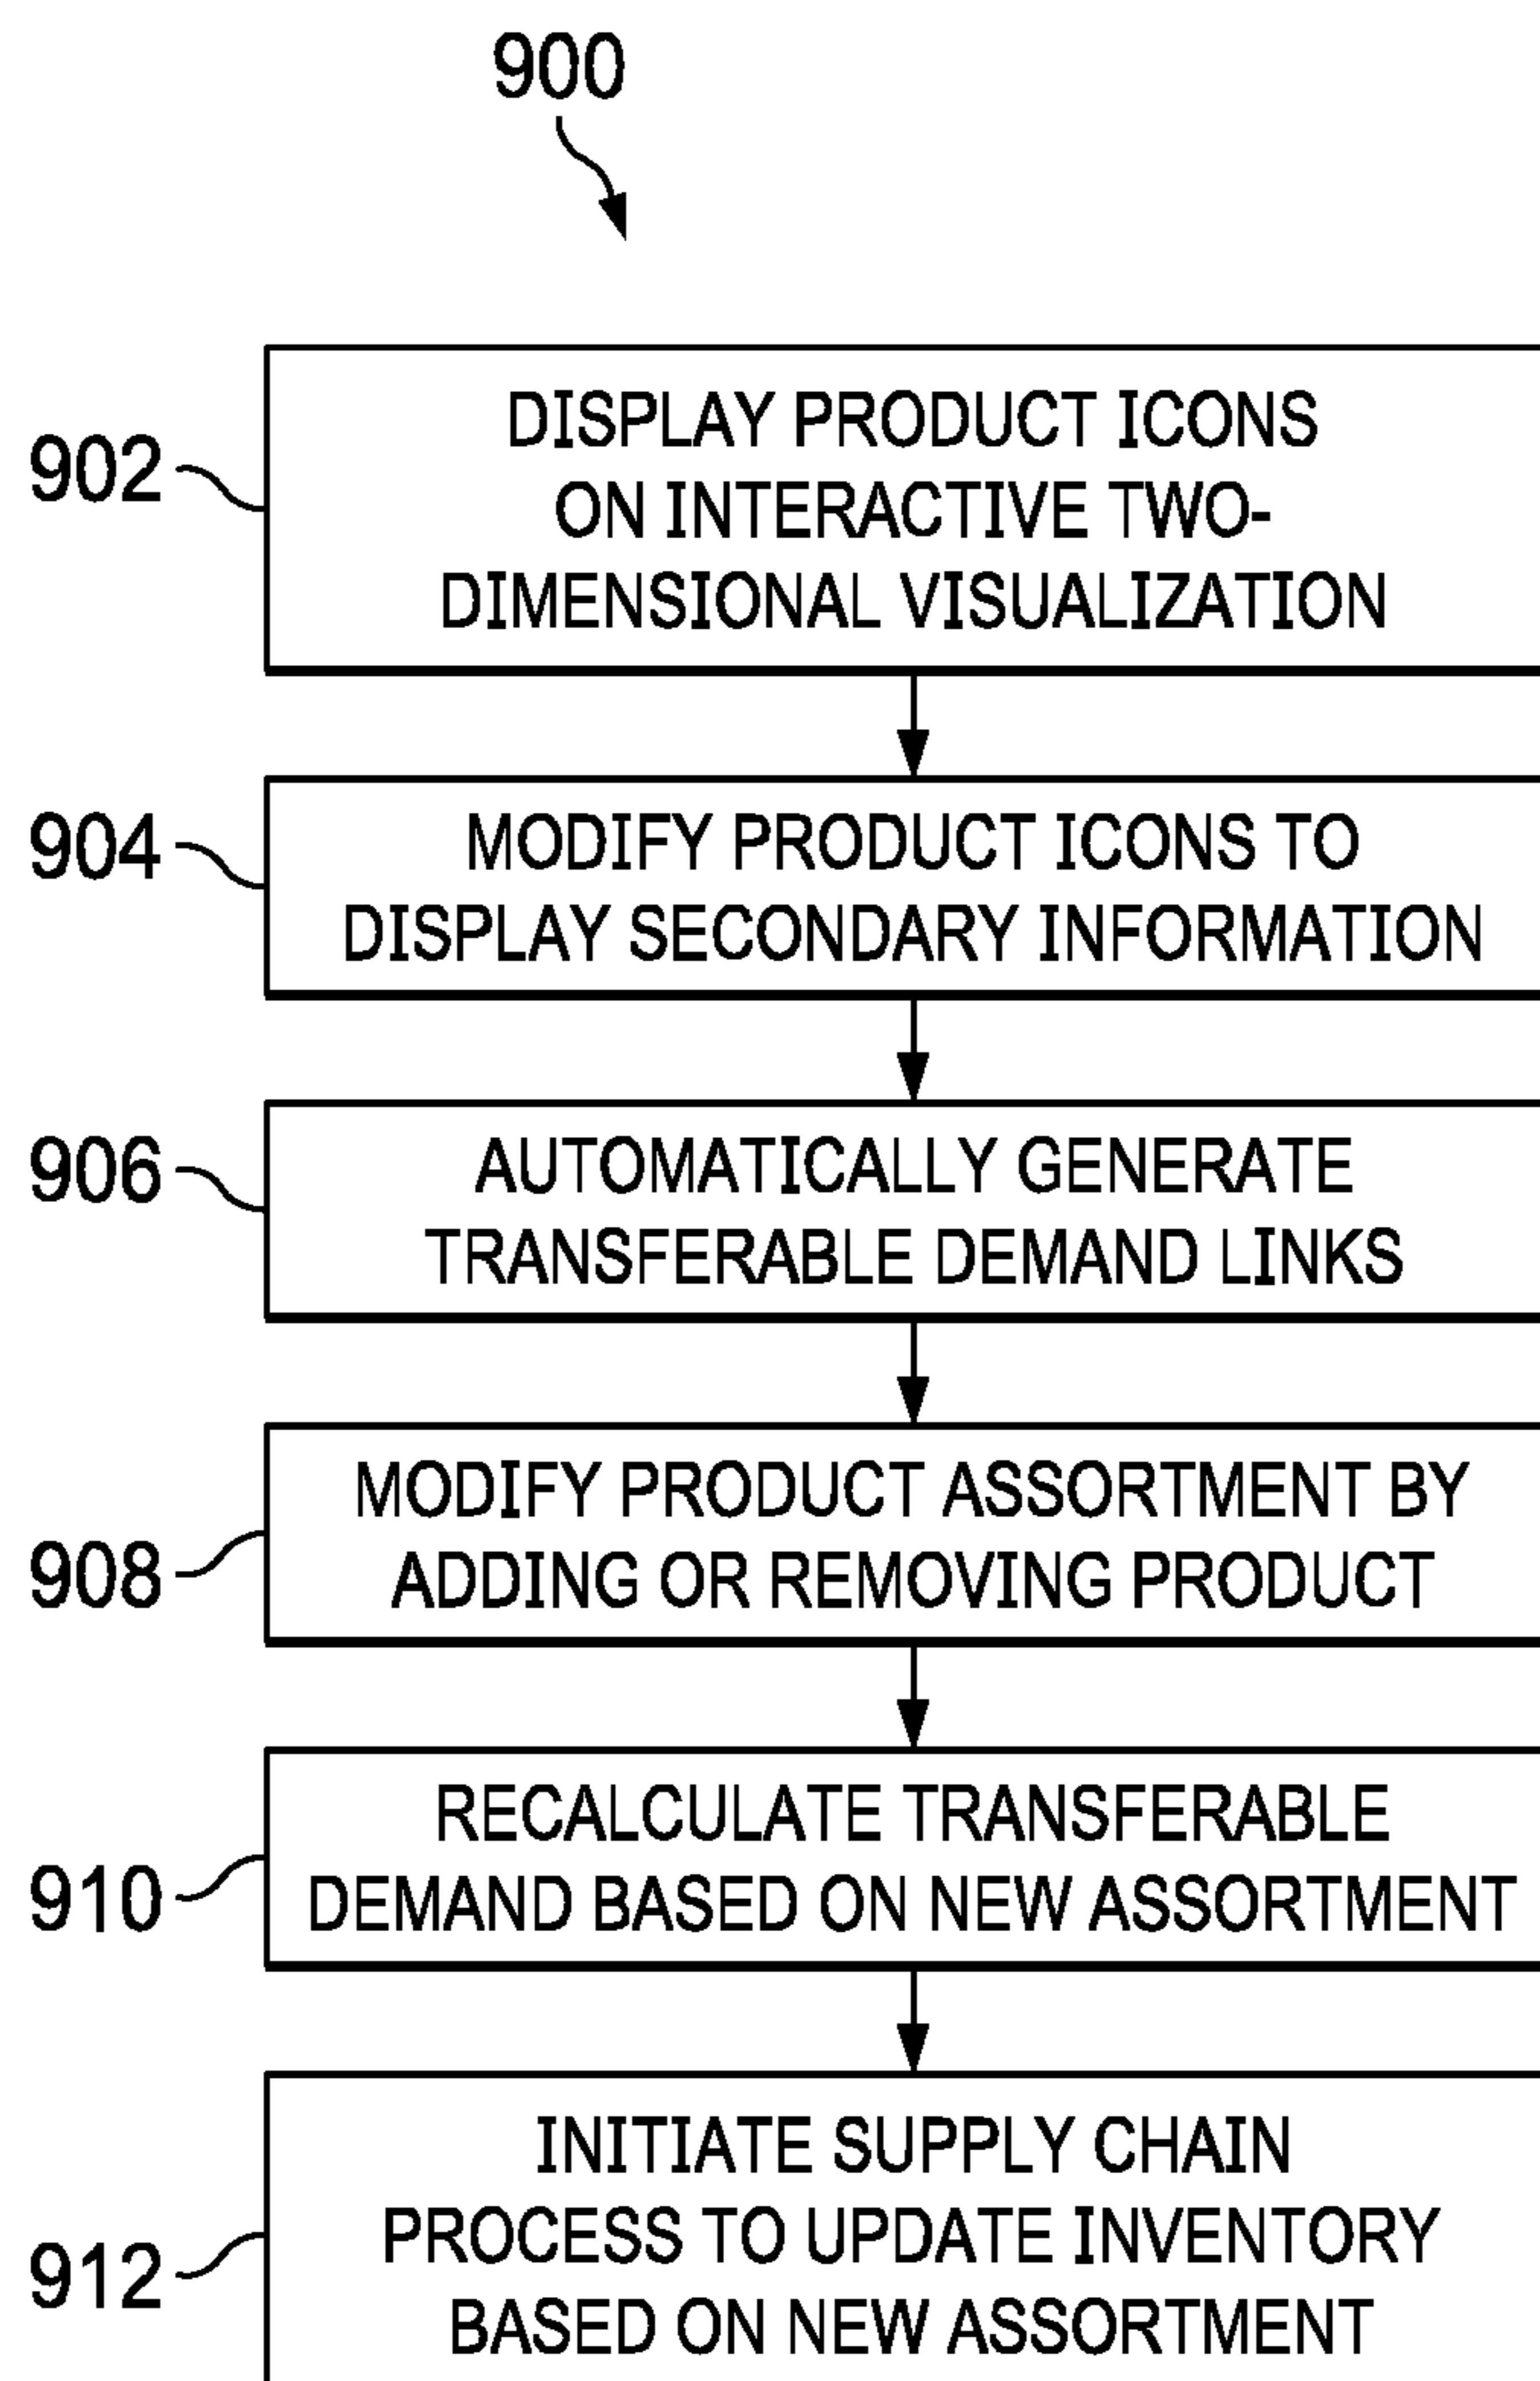 900
902
DISPLAY PRODUCT ICONS
ON INTERACTIVE TWO-
DIMENSIONAL VISUALIZATION
904
MODIFY PRODUCT ICONS TO
DISPLAY SECONDARY INFORMATION
906
AUTOMATICALLY GENERATE
TRANSFERABLE DEMAND LINKS
908
MODIFY PRODUCT ASSORTMENT BY
ADDING OR REMOVING PRODUCT
910
RECALCULATE TRANSFERABLE
DEMAND BASED ON NEW ASSORTMENT
912
INITIATE SUPPLY CHAIN
PROCESS TO UPDATE INVENTORY
BASED ON NEW ASSORTMENT